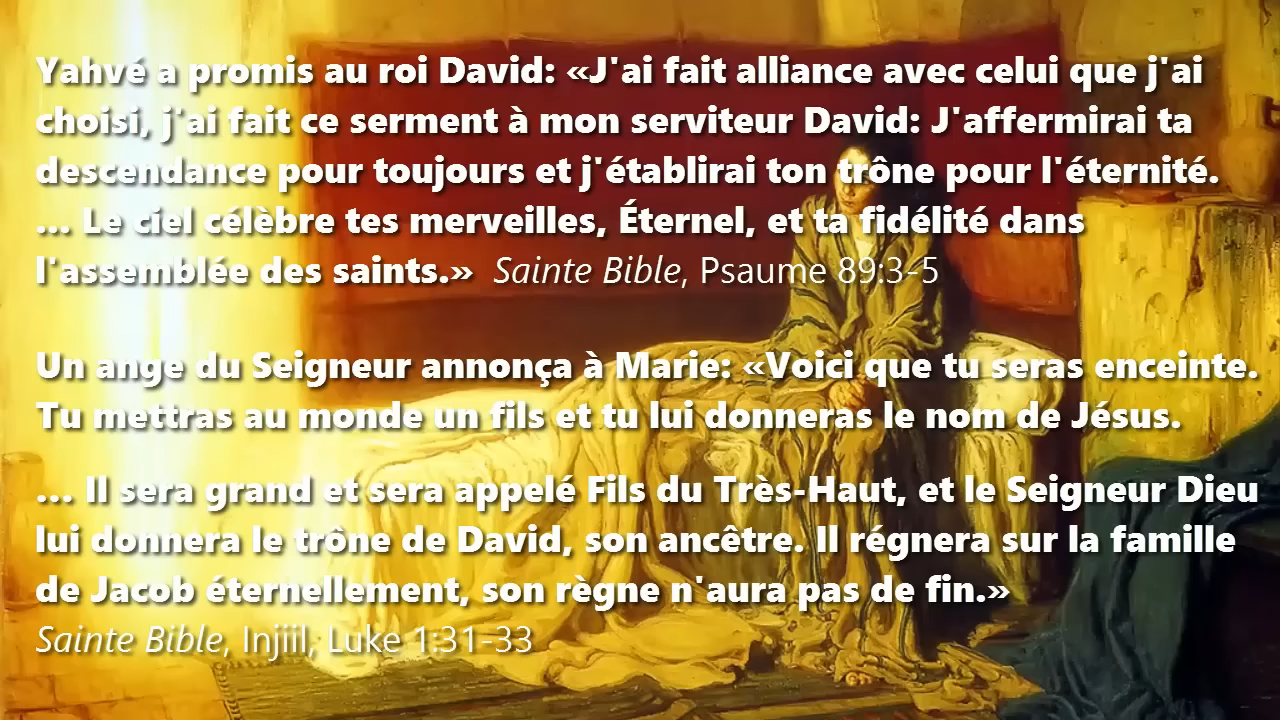 Yahvé a promis au roi David: «J'ai fait alliance avec celui que j'ai
choisi, j'ai fait ce serment à mon serviteur David: J'affermirai ta
descendance pour toujours et j'établirai ton trône pour l'éternité.
... Le ciel célèbre tes merveilles, Éternel, et ta fidélité dans
l'assemblée des saints.» Sainte Bible, Psaume 89:3-5
Un ange du Seigneur annonça à Marie: «Voici que tu seras enceinte.
Tu mettras au monde un fils et tu lui donneras le nom de Jésus.
... Il sera grand et sera appelé Fils du Très-Haut, et le Seigneur Dieu
lui donnera le trône de David, son ancêtre. Il régnera sur la famille
de Jacob éternellement, son règne n'aura pas de fin.»
Sainte Bible, Injiil, Luke 1:31-33